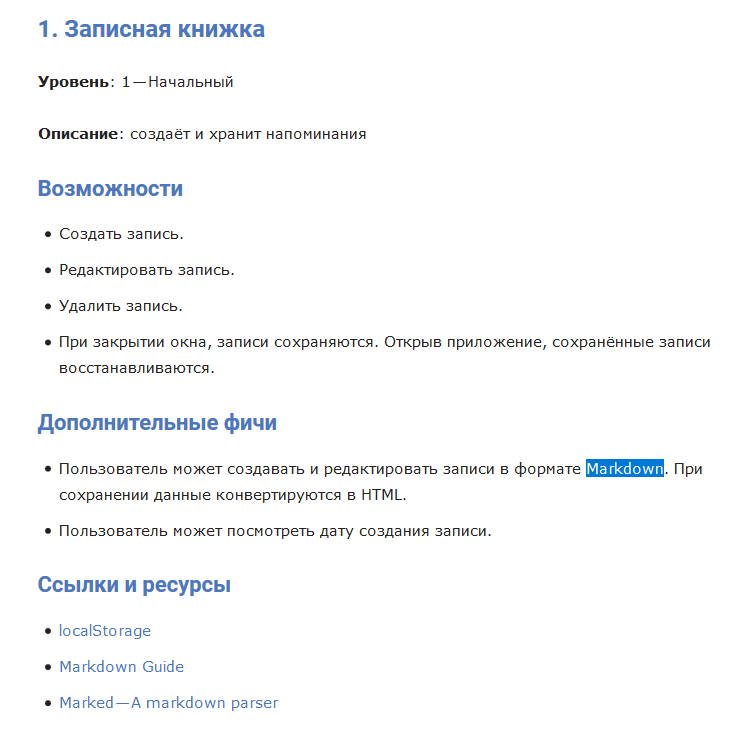 1. Записная книжка
Уровень: 1—Начальный
Описание: создаёт и хранит напоминания
Возможности
• Создать запись.
• Редактировать запись.
• Удалить запись.
• При закрытии окна, записи сохраняются. Открыв приложение, сохранённые записи
восстанавливаются.
Дополнительные фичи
• Пользователь может создавать и редактировать записи в формате Markdown. При
сохранении данные конвертируются в HTML.
• Пользователь может посмотреть дату создания записи.
Ссылки и ресурсы
• localStorage
• Markdown Guide
• Marked—A markdown parser